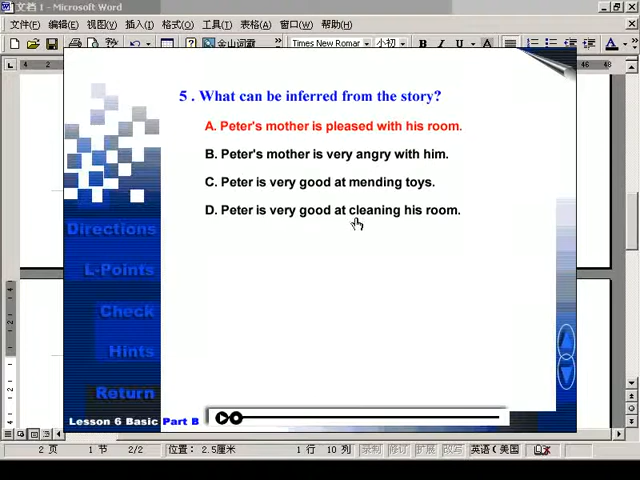 文档 1 - Microsoft Word
文件(F) 编辑(E) 视图(V) 插入(I) 格式(O) 工具(T) 表格(A) 窗口(W) 帮助(H)
金山词霸 Times New Romar 小初 B I U A A
4 2 46 48
5 . What can be inferred from the story?
A. Peter's mother is pleased with his room.
B. Peter's mother is very angry with him.
C. Peter is very good at mending toys.
D. Peter is very good at cleaning his room.
Directions
L-Points
Check
Hints
Return
Lesson 6 Basic Part B
2 页 1 节 2/2 位置: 2.5厘米 1 行 10 列 录制 修订 扩展 改写 英语(美国